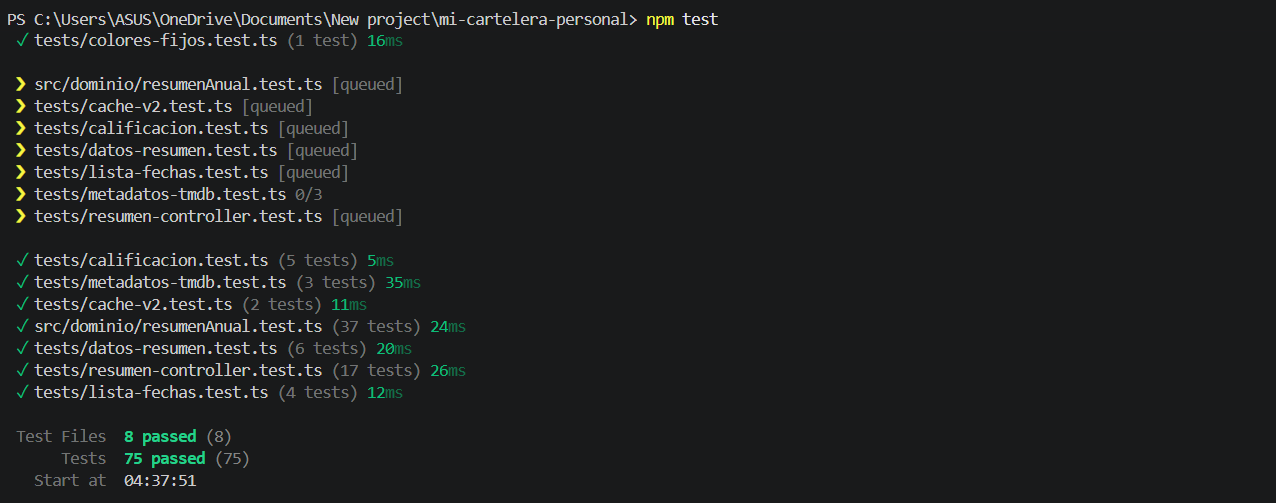 PS C:\Users\ASUS\OneDrive\Documents\New project\mi-cartelera-personal> npm test
✓ tests/colores-fijos.test.ts (1 test) 16ms
❯ src/dominio/resumenAnual.test.ts [queued]
❯ tests/cache-v2.test.ts [queued]
❯ tests/calificacion.test.ts [queued]
❯ tests/datos-resumen.test.ts [queued]
❯ tests/lista-fechas.test.ts [queued]
❯ tests/metadatos-tmdb.test.ts 0/3
❯ tests/resumen-controller.test.ts [queued]
✓ tests/calificacion.test.ts (5 tests) 5ms
✓ tests/metadatos-tmdb.test.ts (3 tests) 35ms
✓ tests/cache-v2.test.ts (2 tests) 11ms
✓ src/dominio/resumenAnual.test.ts (37 tests) 24ms
✓ tests/datos-resumen.test.ts (6 tests) 20ms
✓ tests/resumen-controller.test.ts (17 tests) 26ms
✓ tests/lista-fechas.test.ts (4 tests) 12ms
Test Files 8 passed (8)
Tests 75 passed (75)
Start at 04:37:51